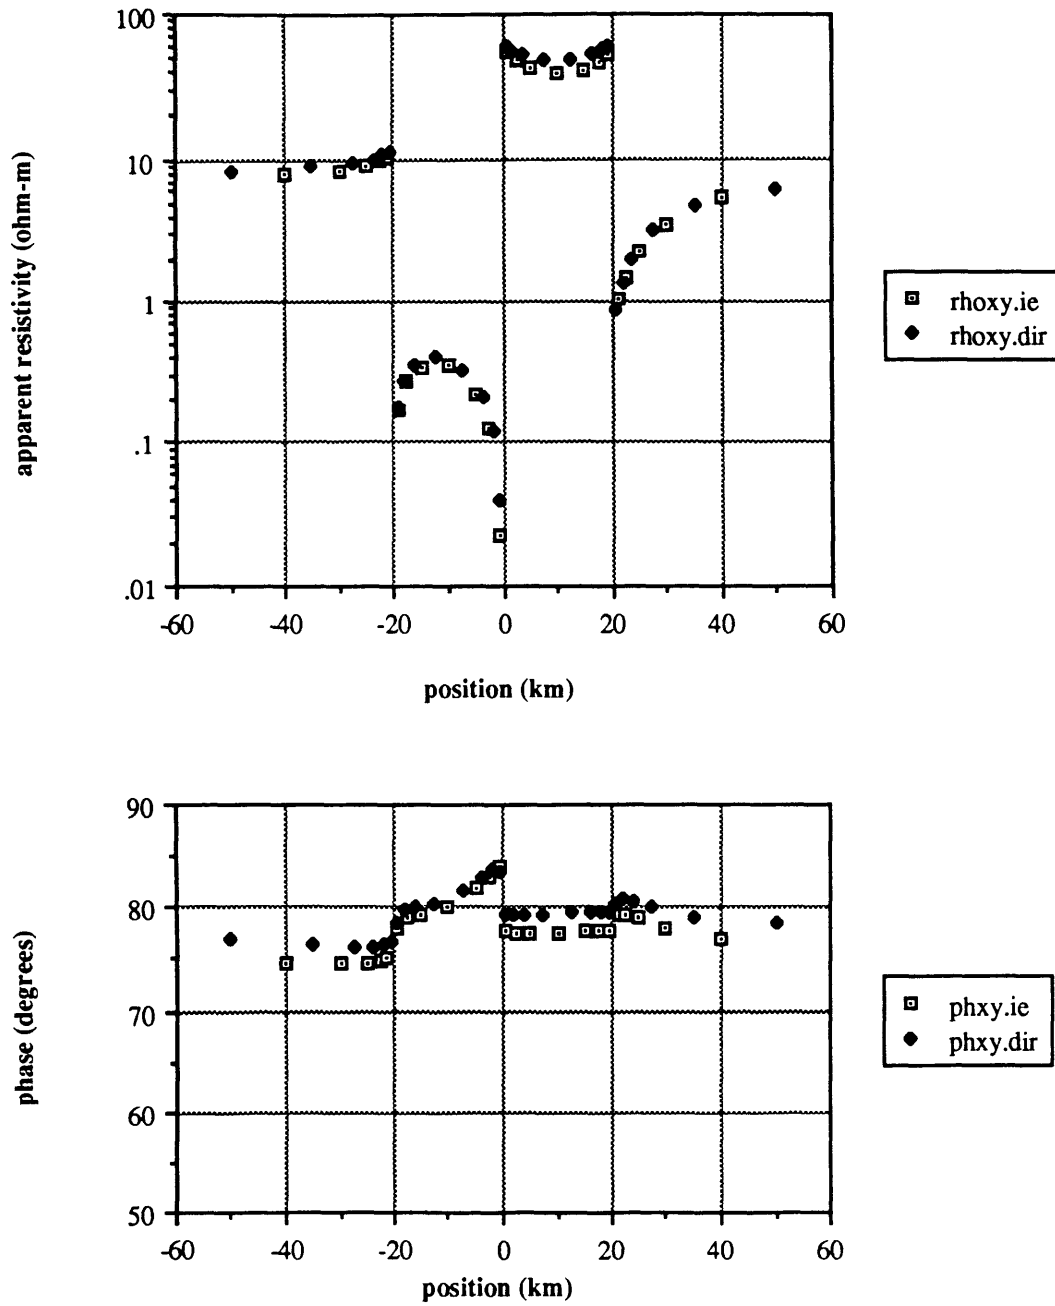 100
10
1
.1
.01
apparent resistivity (ohm-m)
-60 -40 -20 0 20 40 60
position (km)
rhoxy.ie
rhoxy.dir
90
80
70
60
50
phase (degrees)
-60 -40 -20 0 20 40 60
position (km)
phxy.ie
phxy.dir